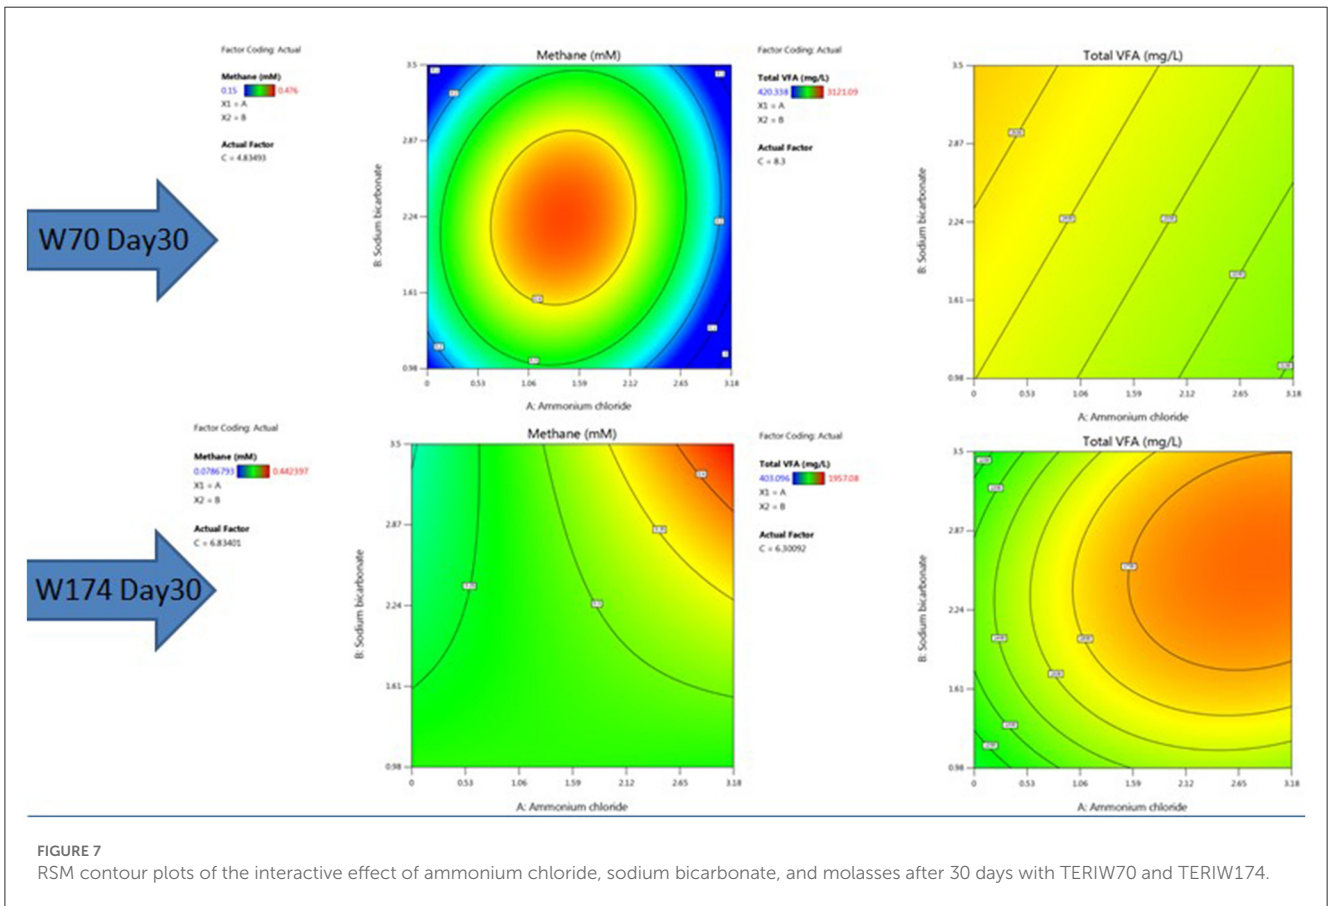 Factor Coding: Actual
Methane (mM)
0.15 0.476
X1 = A
X2 = B
Actual Factor
C = 4.83493
W70 Day30
Methane (mM)
3.5
2.87
2.24
1.61
0.98
B: Sodium bicarbonate
0 0.53 1.06 1.59 2.12 2.65 3.18
A: Ammonium chloride
Factor Coding: Actual
Total VFA (mg/L)
420.338 3121.09
X1 = A
X2 = B
Actual Factor
C = 8.3
Total VFA (mg/L)
3.5
2.87
2.24
1.61
0.98
B: Sodium bicarbonate
0 0.53 1.06 1.59 2.12 2.65 3.18
A: Ammonium chloride
Factor Coding: Actual
Methane (mM)
0.0786793 0.442397
X1 = A
X2 = B
Actual Factor
C = 6.83401
W174 Day30
Methane (mM)
3.5
2.87
2.24
1.61
0.98
B: Sodium bicarbonate
0 0.53 1.06 1.59 2.12 2.65 3.18
A: Ammonium chloride
Factor Coding: Actual
Total VFA (mg/L)
403.096 1957.08
X1 = A
X2 = B
Actual Factor
C = 6.30092
Total VFA (mg/L)
3.5
2.87
2.24
1.61
0.98
B: Sodium bicarbonate
0 0.53 1.06 1.59 2.12 2.65 3.18
A: Ammonium chloride
FIGURE 7
RSM contour plots of the interactive effect of ammonium chloride, sodium bicarbonate, and molasses after 30 days with TERIW70 and TERIW174.